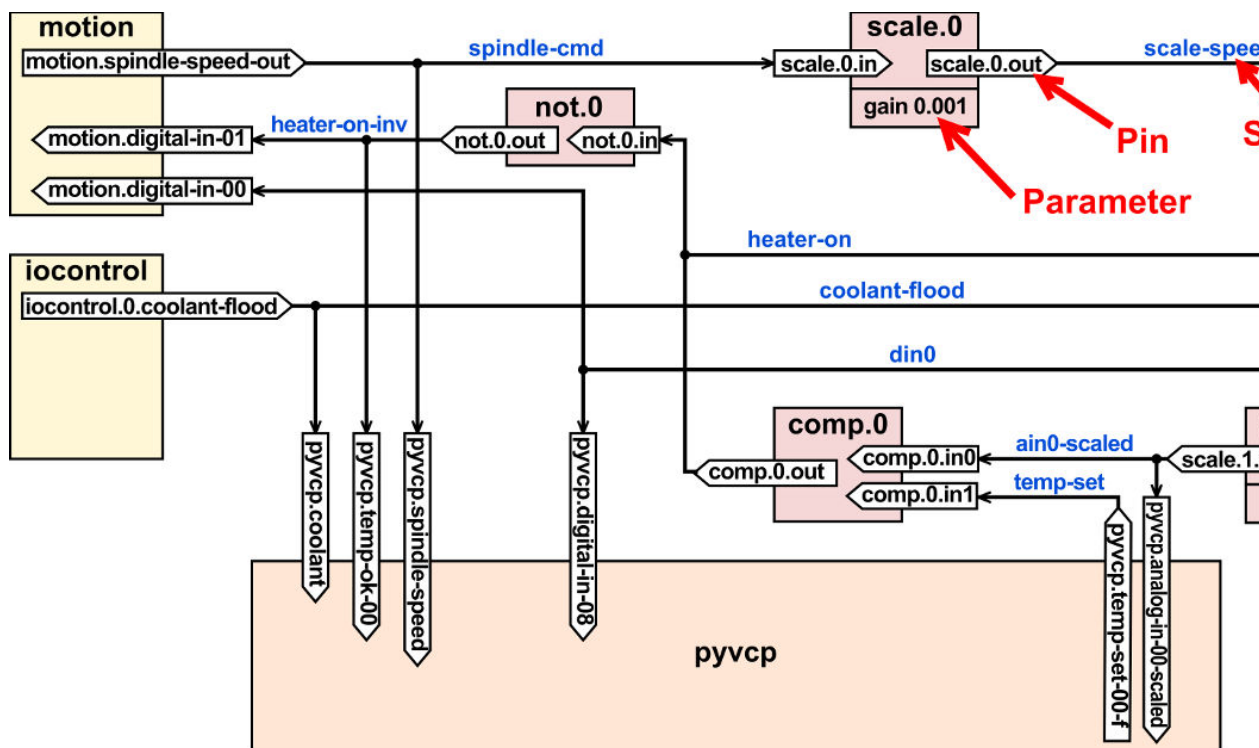 motion
scale.0
motion.spindle-speed-out
spindle-cmd
scale.0.in
scale.0.out
gain 0.001
not.0
heater-on-inv
motion.digital-in-01
not.0.out
not.0.in
motion.digital-in-00
Pin
Parameter
iocontrol
heater-on
iocontrol.0.coolant-flood
coolant-flood
din0
comp.0
ain0-scaled
comp.0.in0
scale.1.
comp.0.out
temp-set
comp.0.in1
pyvcp.coolant
pyvcp.temp-ok-00
pyvcp.spindle-speed
pyvcp.digital-in-08
pyvcp.temp-set-00-f
pyvcp.analog-in-00-scaled
pyvcp